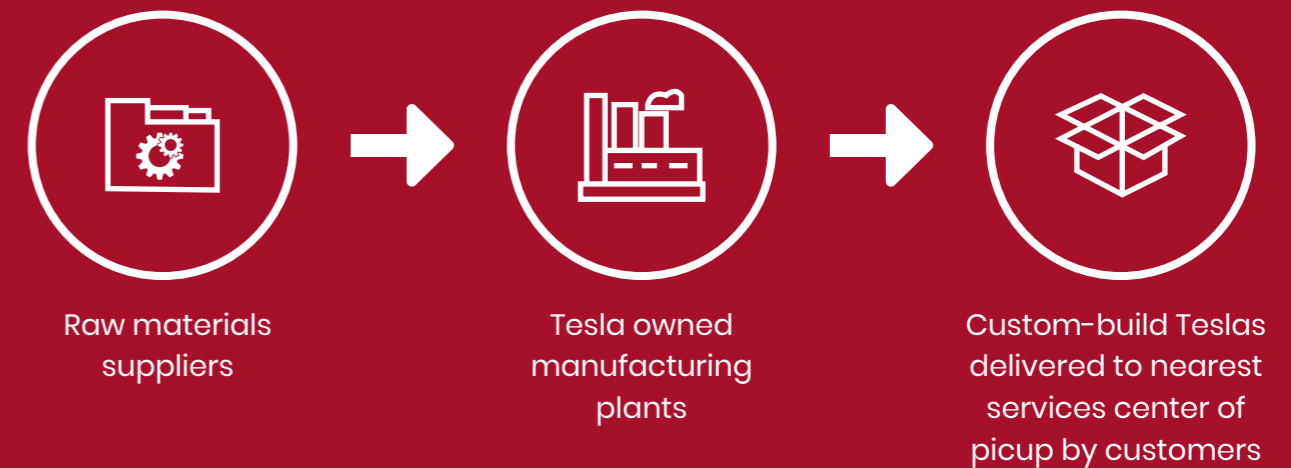 Raw materials
suppliers
Tesla owned
manufacturing
plants
Custom-build Teslas
delivered to nearest
services center of
picup by customers